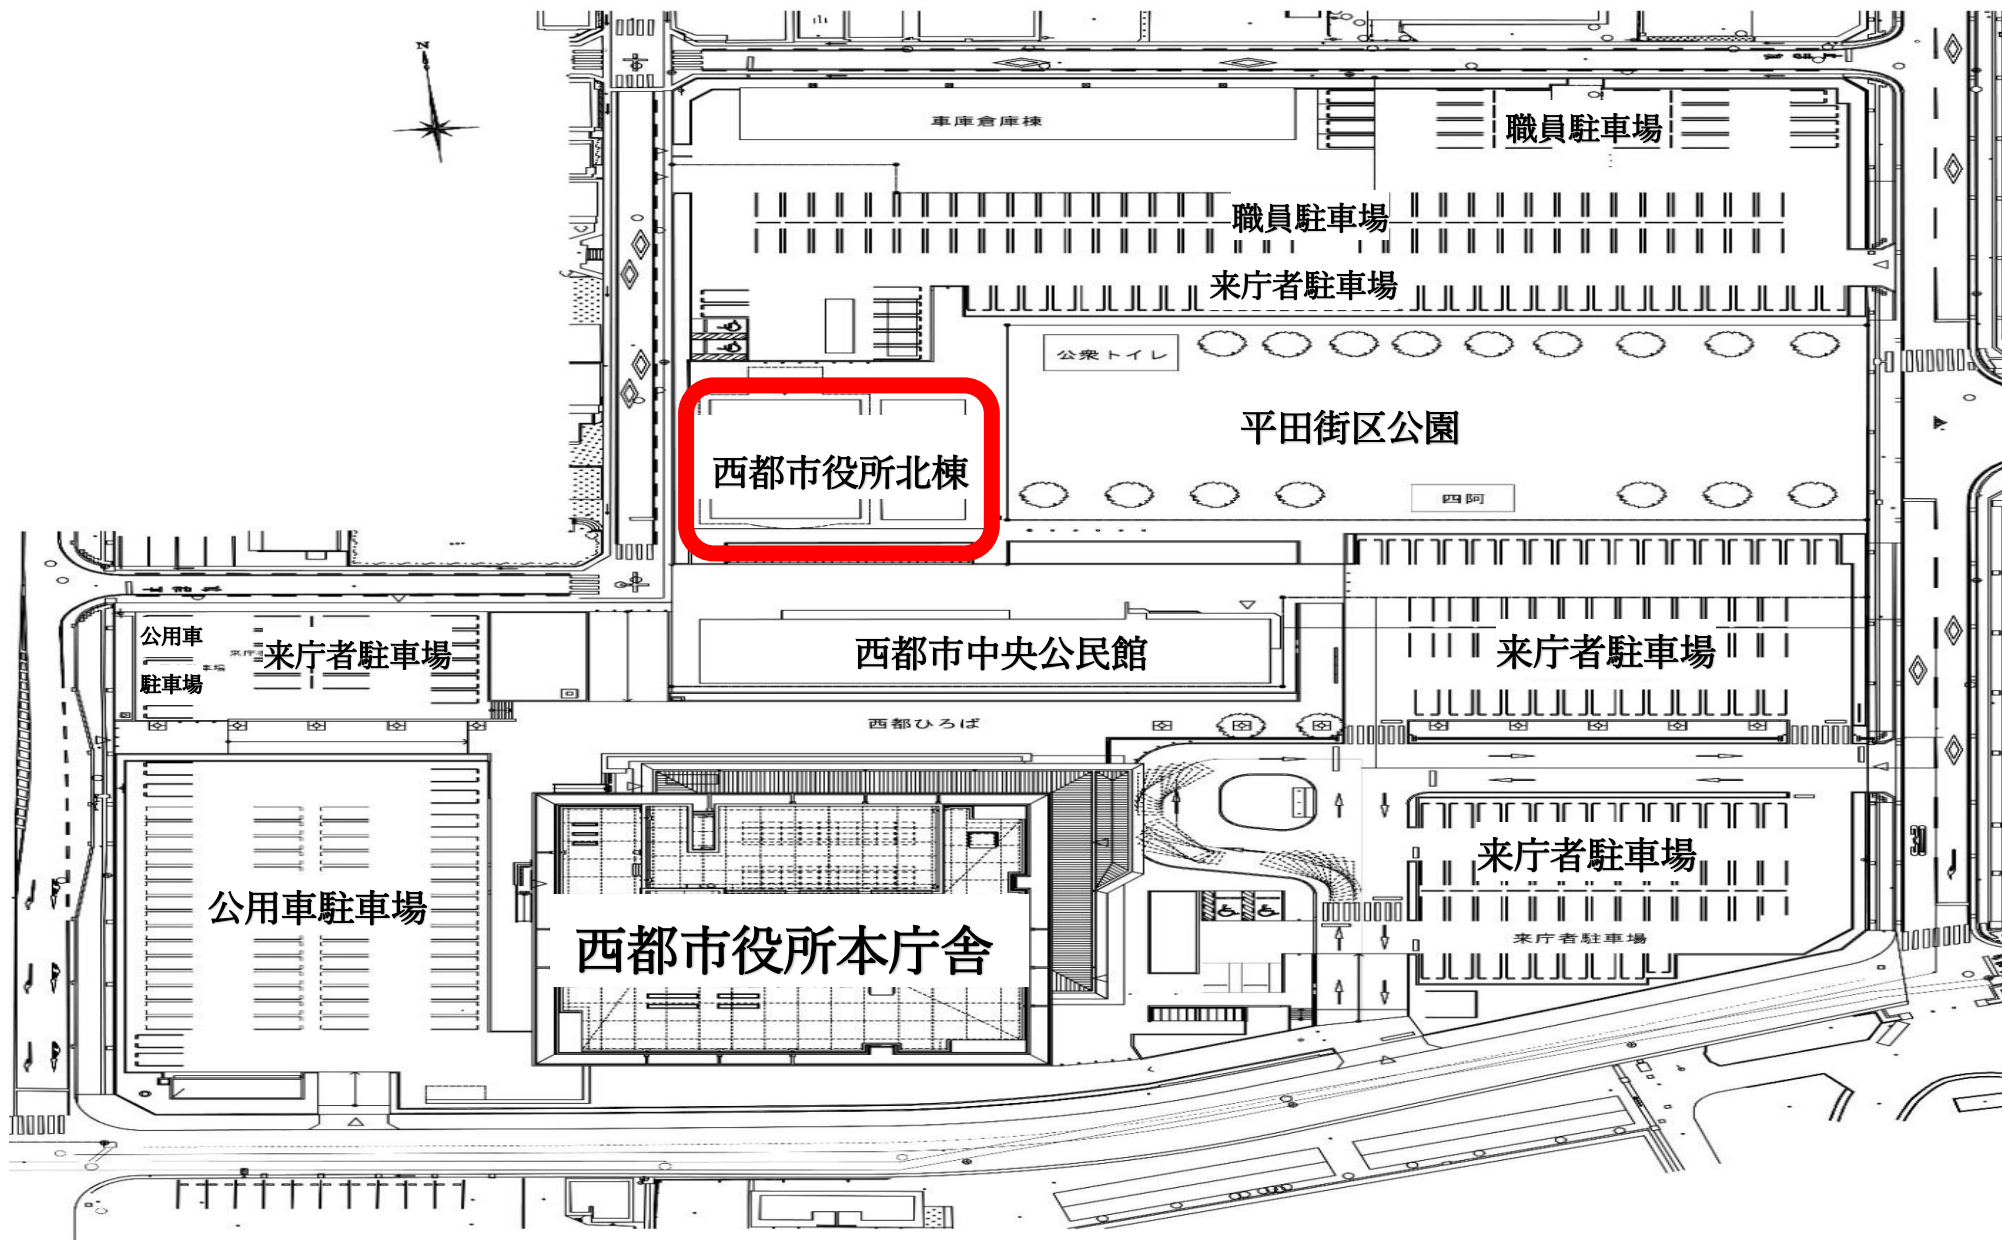 N
車庫倉庫棟
職員駐車場
職員駐車場
来庁者駐車場
公衆トイレ
平田街区公園
西都市役所北棟
四阿
公用車
駐車場
来庁者駐車場
西都市中央公民館
来庁者駐車場
西都ひろば
公用車駐車場
西都市役所本庁舎
来庁者駐車場
来庁者駐車場